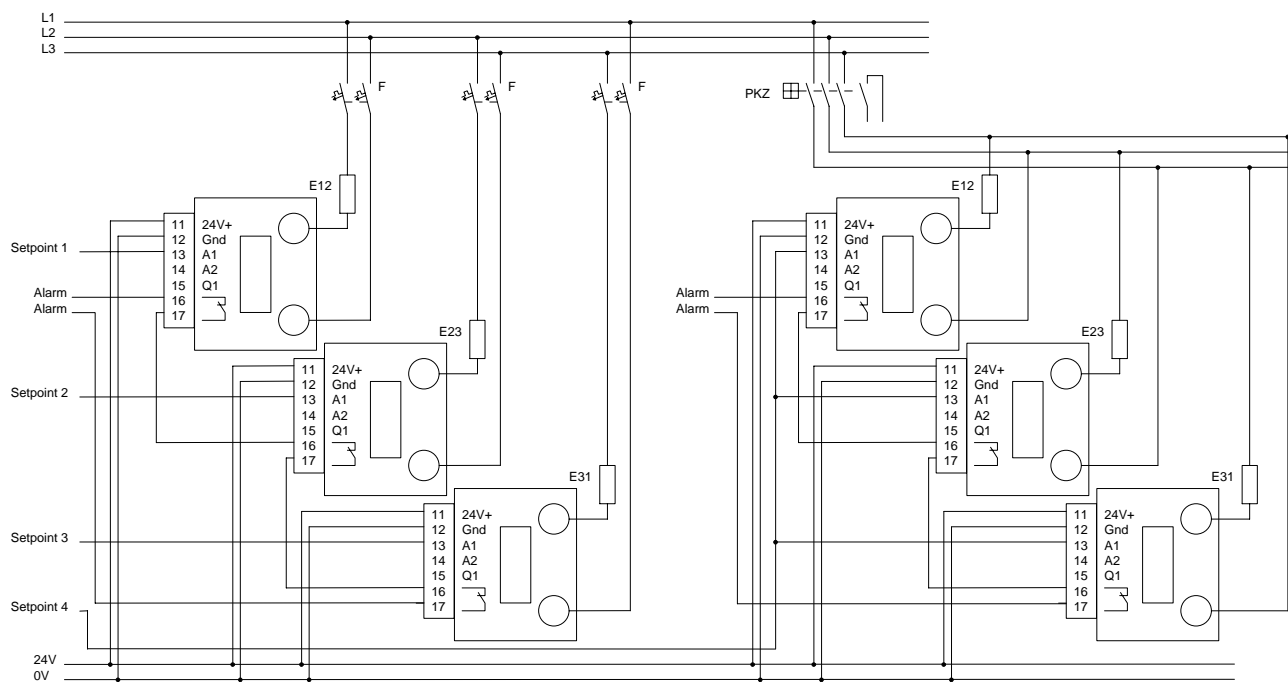 L1
L2
L3
F
F
F
PKZ
E12
11 24V+
12 Gnd
13 A1
14 A2
15 Q1
16
17
Setpoint 1
Alarm
Alarm
E23
11 24V+
12 Gnd
13 A1
14 A2
15 Q1
16
17
Setpoint 2
E31
11 24V+
12 Gnd
13 A1
14 A2
15 Q1
16
17
Setpoint 3
Setpoint 4
E12
11 24V+
12 Gnd
13 A1
14 A2
15 Q1
16
17
Alarm
Alarm
E23
11 24V+
12 Gnd
13 A1
14 A2
15 Q1
16
17
E31
11 24V+
12 Gnd
13 A1
14 A2
15 Q1
16
17
24V
0V